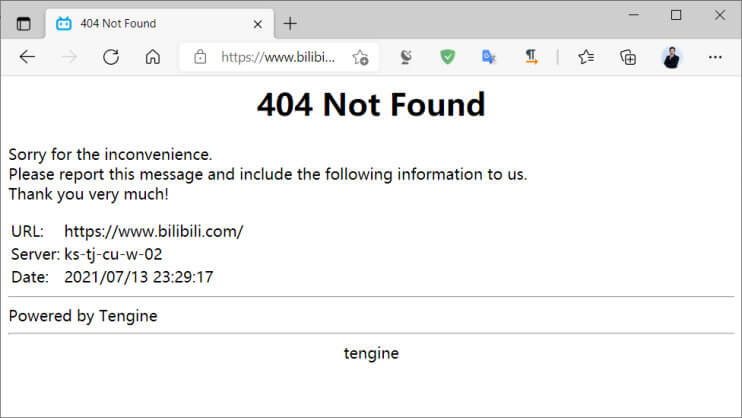 404 Not Found
https://www.bilibi...
404 Not Found
Sorry for the inconvenience.
Please report this message and include the following information to us.
Thank you very much!
URL: https://www.bilibili.com/
Server: ks-tj-cu-w-02
Date: 2021/07/13 23:29:17
Powered by Tengine
tengine